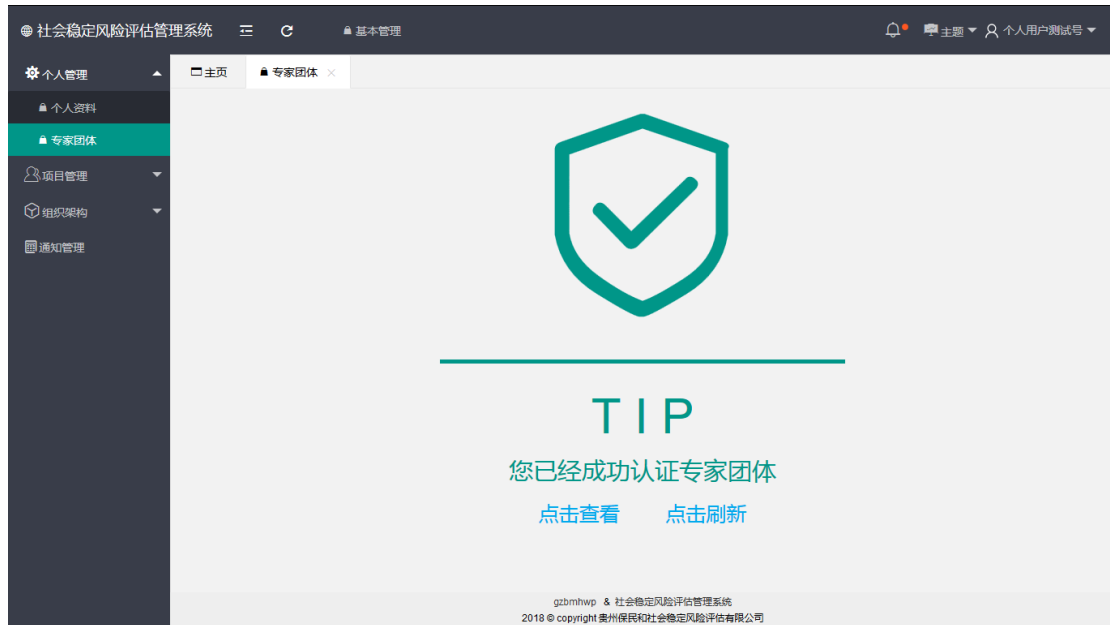 社会稳定风险评估管理系统 基本管理 主题 个人用户测试号
个人管理
主页 专家团体
个人资料
专家团体
项目管理
组织架构
通知管理
TIP
您已经成功认证专家团体
点击查看 点击刷新
gzbmhwp & 社会稳定风险评估管理系统
2018 © copyright 贵州保民和社会稳定风险评估有限公司